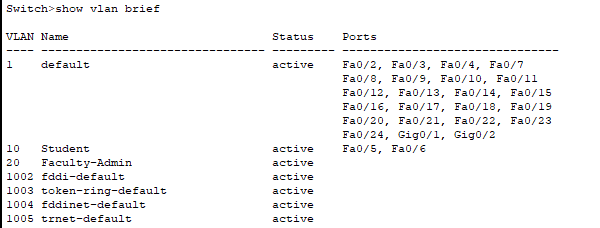 Switch>show vlan brief
VLAN Name                             Status    Ports
---- -------------------------------- --------- -------------------------------
1    default                          active    Fa0/2, Fa0/3, Fa0/4, Fa0/7
                                                Fa0/8, Fa0/9, Fa0/10, Fa0/11
                                                Fa0/12, Fa0/13, Fa0/14, Fa0/15
                                                Fa0/16, Fa0/17, Fa0/18, Fa0/19
                                                Fa0/20, Fa0/21, Fa0/22, Fa0/23
                                                Fa0/24, Gig0/1, Gig0/2
10   Student                          active    Fa0/5, Fa0/6
20   Faculty-Admin                    active
1002 fddi-default                     active
1003 token-ring-default               active
1004 fddinet-default                  active
1005 trnet-default                    active